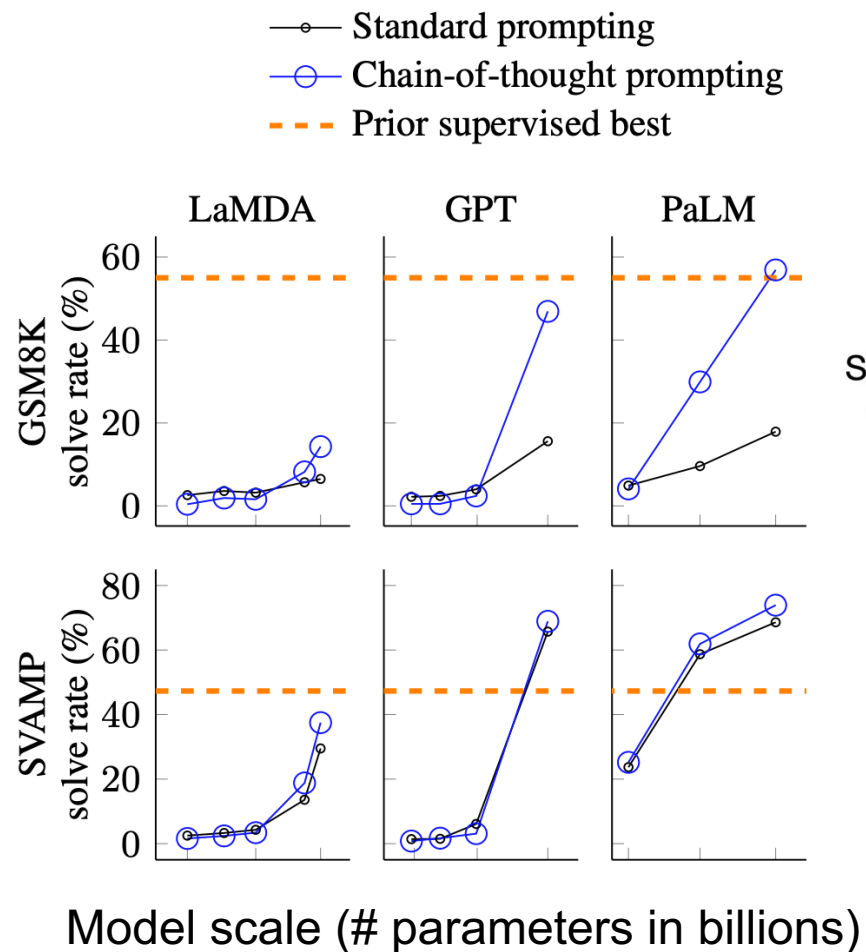 Standard prompting
Chain-of-thought prompting
Prior supervised best
LaMDA GPT PaLM
GSM8K
solve rate (%)
60
40
20
0
s
SVAMP
solve rate (%)
80
60
40
20
0
Model scale (# parameters in billions)